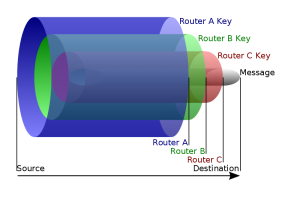 Router A Key
Router B Key
Router C Key
Message
Router A
Router B
Router C
Source
Destination